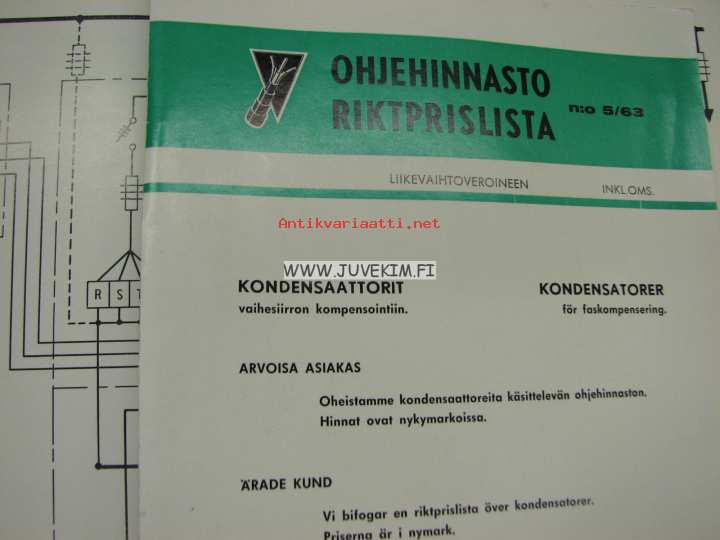 OHJEHINNASTO
RIKTPRISLISTA
n:o 5/63
LIIKEVAIHTOVEROINEEN INKL.OMS.
Antikvariaatti.net
WWW.JUVEKIM.FI
KONDENSAATTORIT
vaihesiirron kompensointiin.
KONDENSATORER
för faskompensering.
R S T
ARVOISA ASIAKAS
Oheistamme kondensaattoreita käsittelevän ohjehinnaston.
Hinnat ovat nykymarkoissa.
ÄRADE KUND
Vi bifogar en riktprislista över kondensatorer.
Priserna är i nymark.